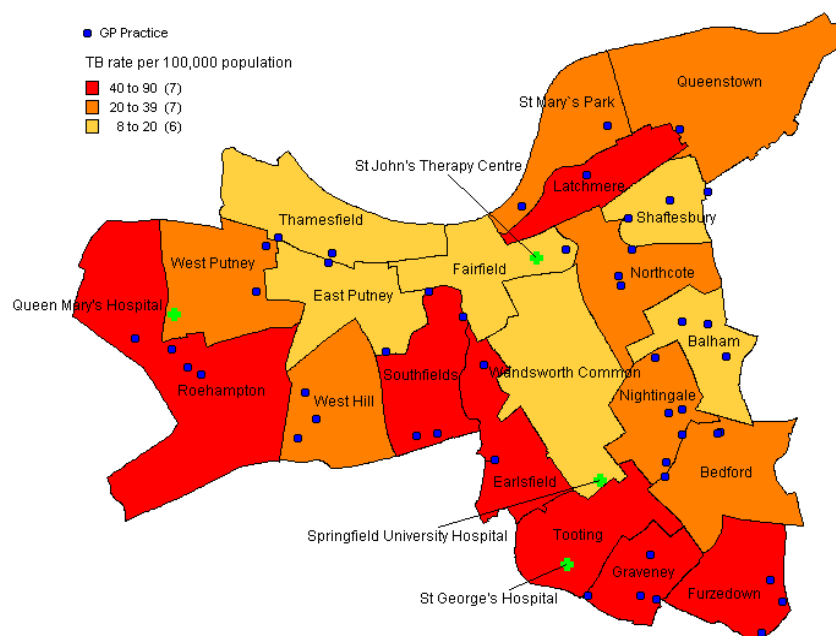 GP Practice
TB rate per 100,000 population
40 to 90 (7)
20 to 39 (7)
8 to 20 (6)
Queenstown
St Mary`s Park
St John's Therapy Centre
Latchmere
Shaftesbury
Thamesfield
West Putney
Fairfield
Northcote
East Putney
Queen Mary's Hospital
Balham
Wandsworth Common
Southfields
Roehampton
Nightingale
West Hill
Bedford
Earlsfield
Springfield University Hospital
Tooting
Graveney
Furzedown
St George's Hospital